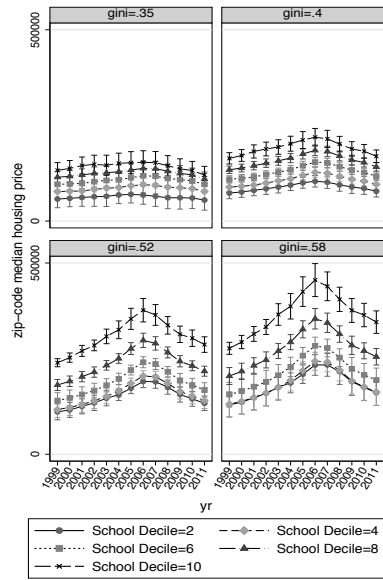 gini=.35 gini=.4
500000
0
gini=.52 gini=.58
500000
0
zip-code median housing price
1999 2000 2001 2002 2003 2004 2005 2006 2007 2008 2009 2010 2011 1999 2000 2001 2002 2003 2004 2005 2006 2007 2008 2009 2010 2011
yr
School Decile=2 School Decile=4
School Decile=6 School Decile=8
School Decile=10